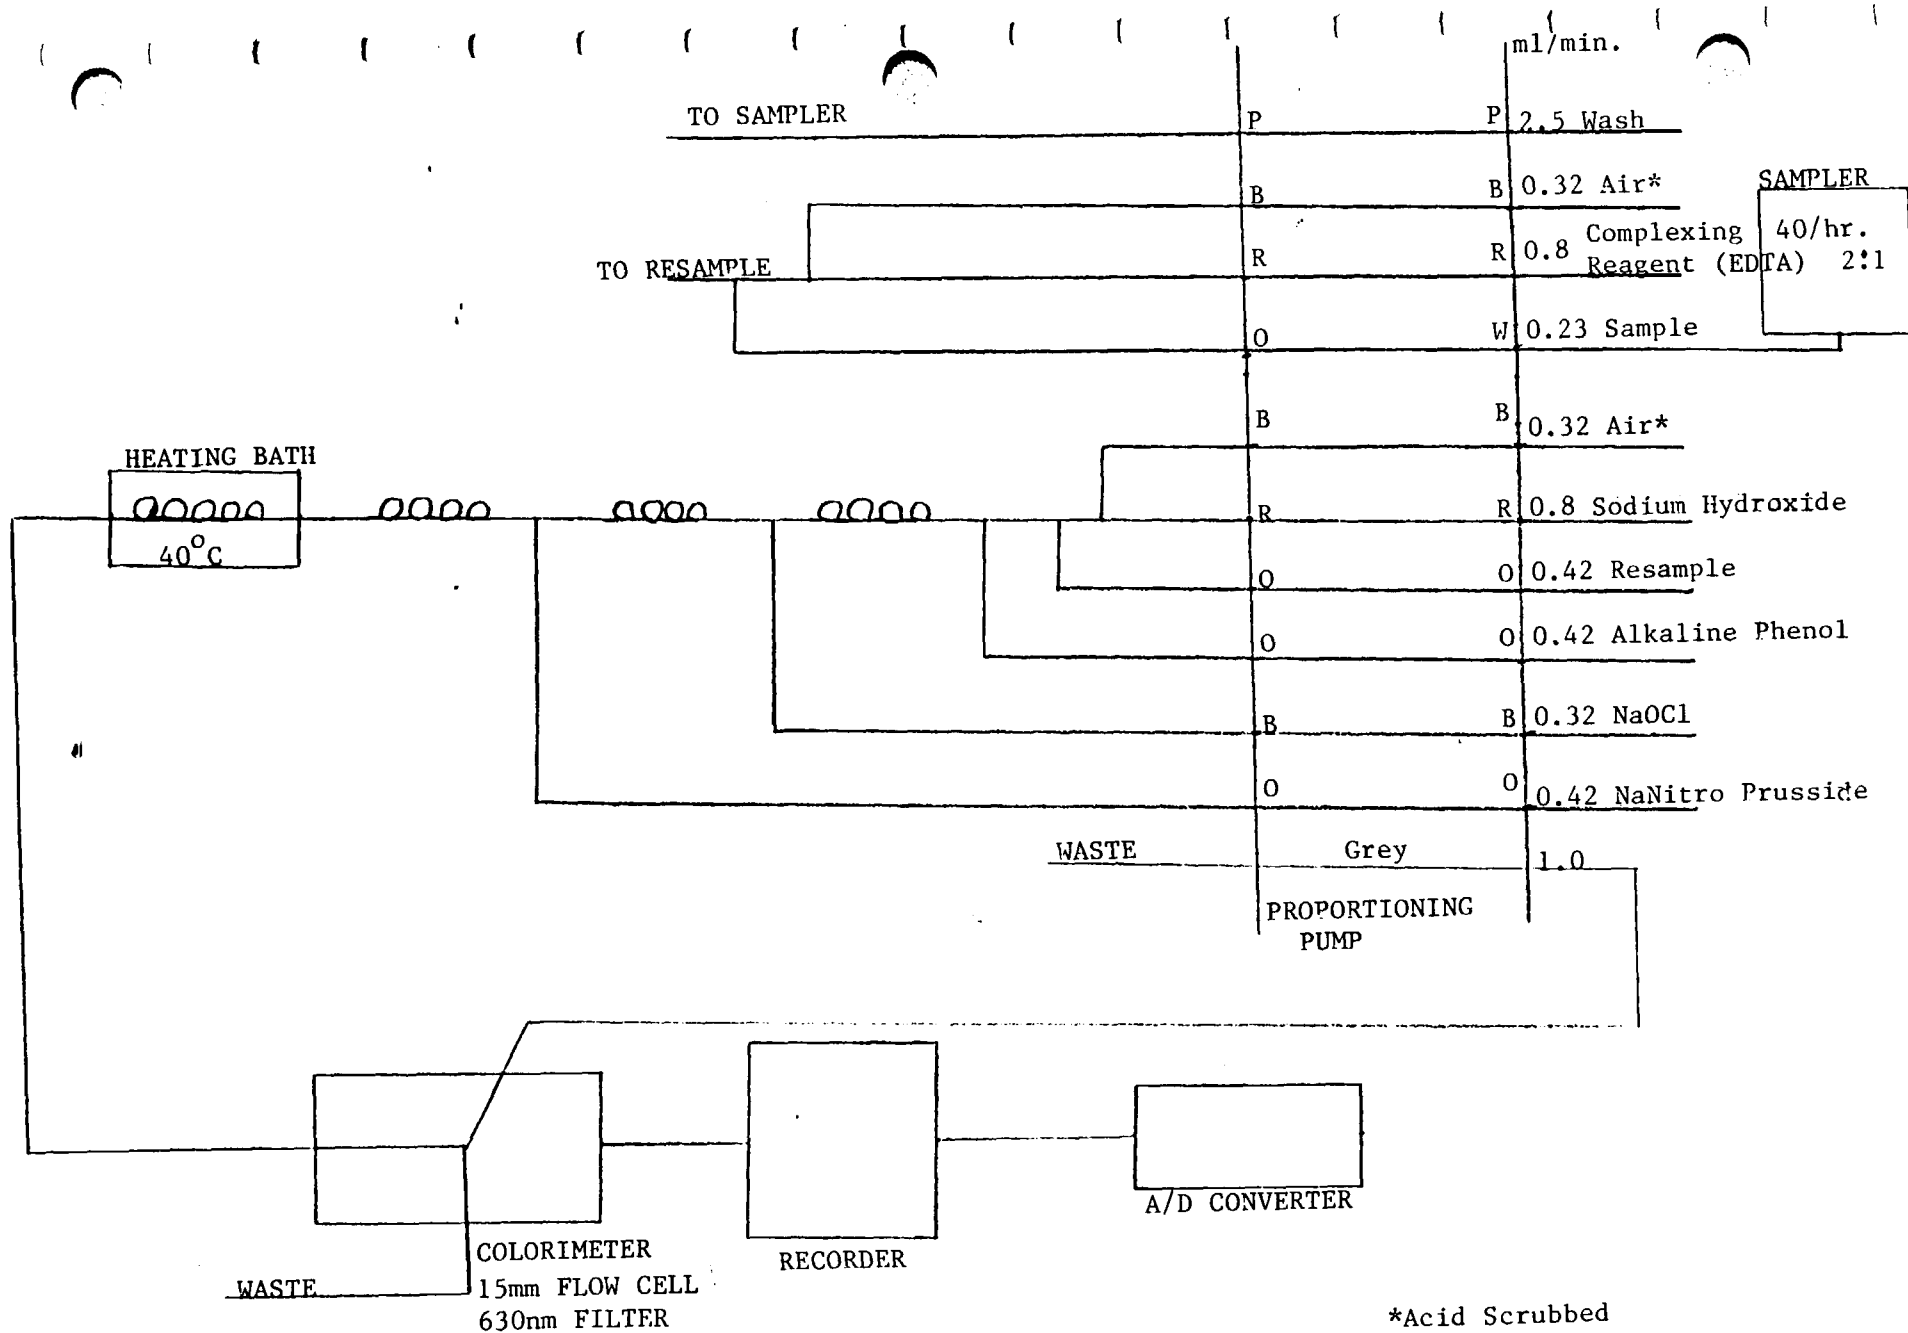 ml/min.
TO SAMPLER P P 2.5 Wash
B B 0.32 Air*
SAMPLER
40/hr.
2:1
TO RESAMPLE R R 0.8 Complexing
Reagent (EDTA)
O W 0.23 Sample
B B 0.32 Air*
HEATING BATH
40°C
R R 0.8 Sodium Hydroxide
O O 0.42 Resample
O O 0.42 Alkaline Phenol
B B 0.32 NaOCl
O O 0.42 NaNitro Prusside
WASTE Grey 1.0
PROPORTIONING
PUMP
COLORIMETER
15mm FLOW CELL
630nm FILTER
WASTE
RECORDER
A/D CONVERTER
*Acid Scrubbed